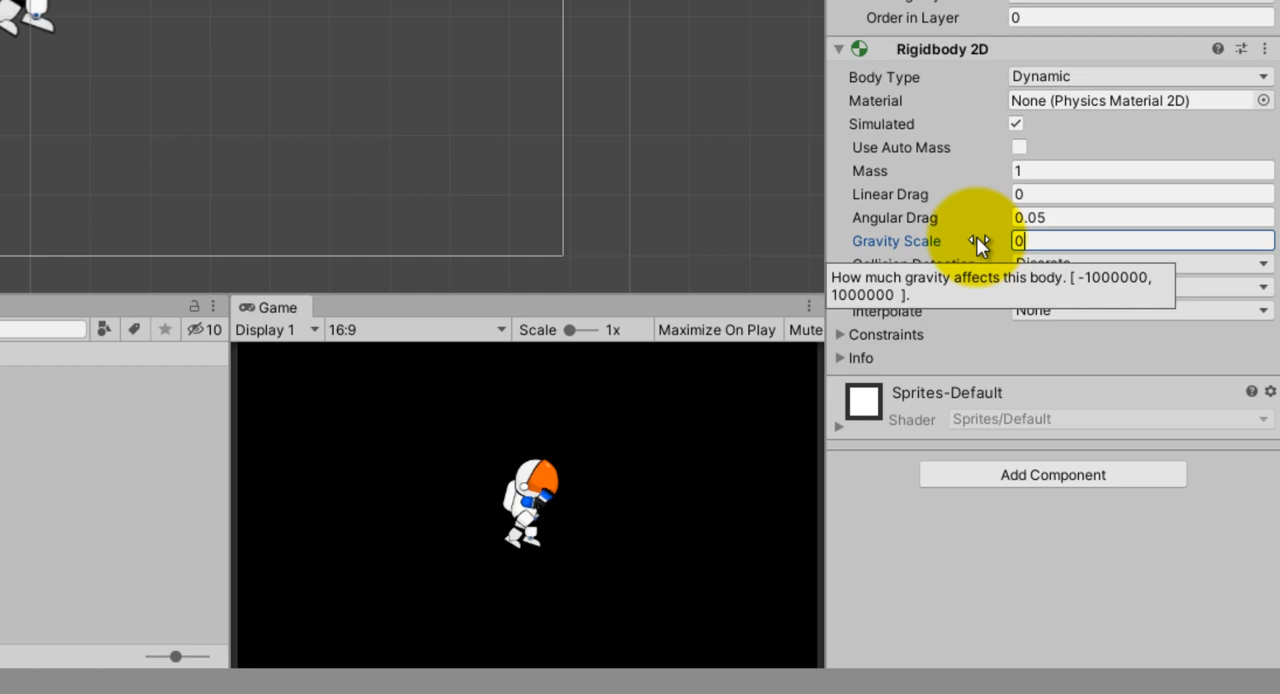 Order in Layer 0
Rigidbody 2D
Body Type Dynamic
Material None (Physics Material 2D)
Simulated
Use Auto Mass
Mass 1
Linear Drag 0
Angular Drag 0.05
Gravity Scale 0
Collision Detection Discrete
How much gravity affects this body. [ -1000000,
1000000 ].
Interpolate None
Constraints
Info
Sprites-Default
Shader Sprites/Default
Add Component
10
Game
Display 1 16:9 Scale 1x Maximize On Play Mute